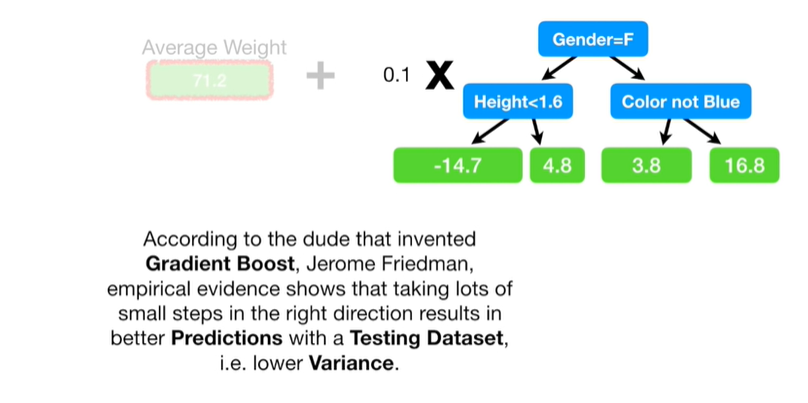 Average Weight
71.2
+
0.1 X
Gender=F
Height<1.6
Color not Blue
-14.7
4.8
3.8
16.8
According to the dude that invented
Gradient Boost, Jerome Friedman,
empirical evidence shows that taking lots of
small steps in the right direction results in
better Predictions with a Testing Dataset,
i.e. lower Variance.